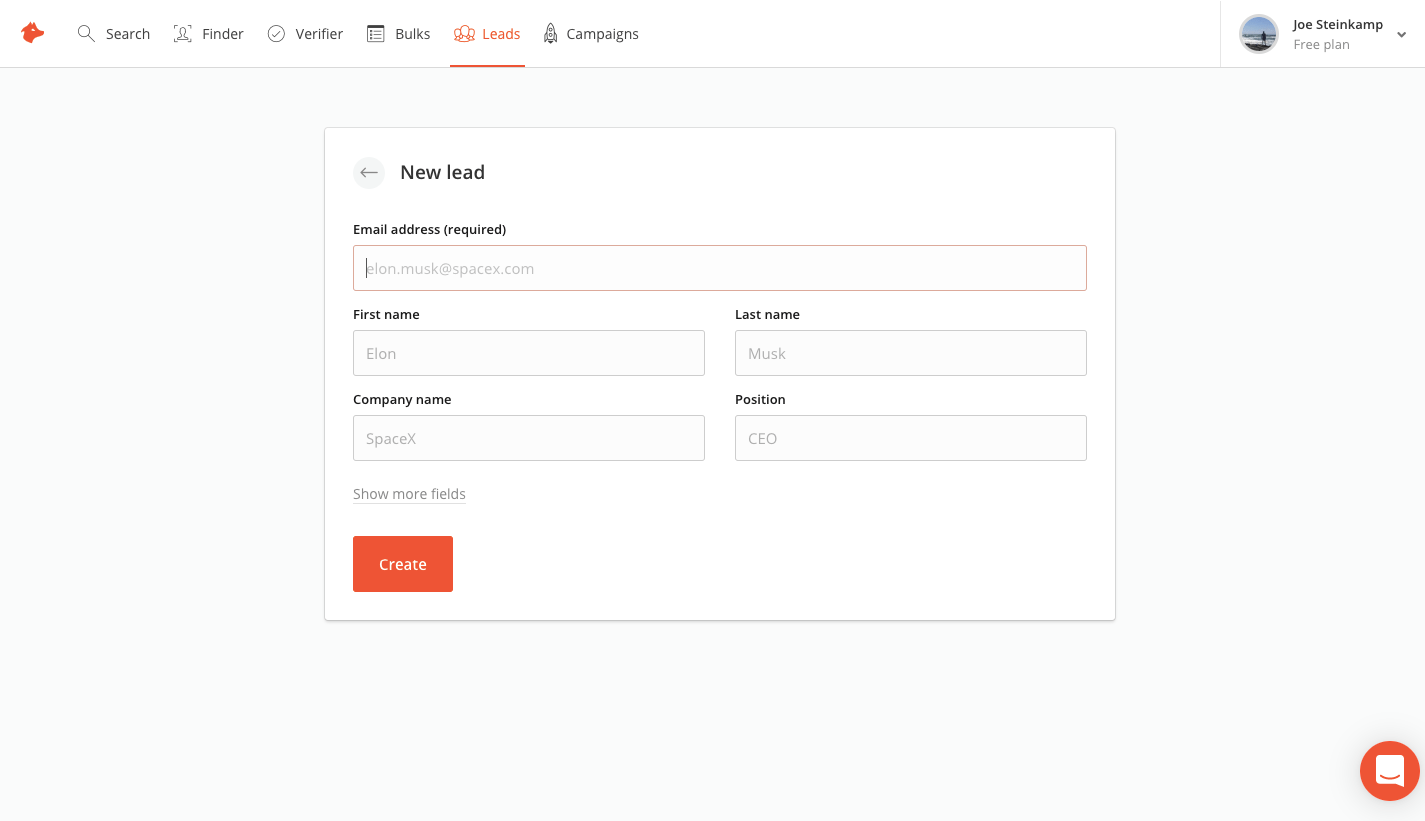 Search Finder Verifier Bulks Leads Campaigns
Joe Steinkamp
Free plan
New lead
Email address (required)
elon.musk@spacex.com
First name Last name
Elon Musk
Company name Position
SpaceX CEO
Show more fields
Create